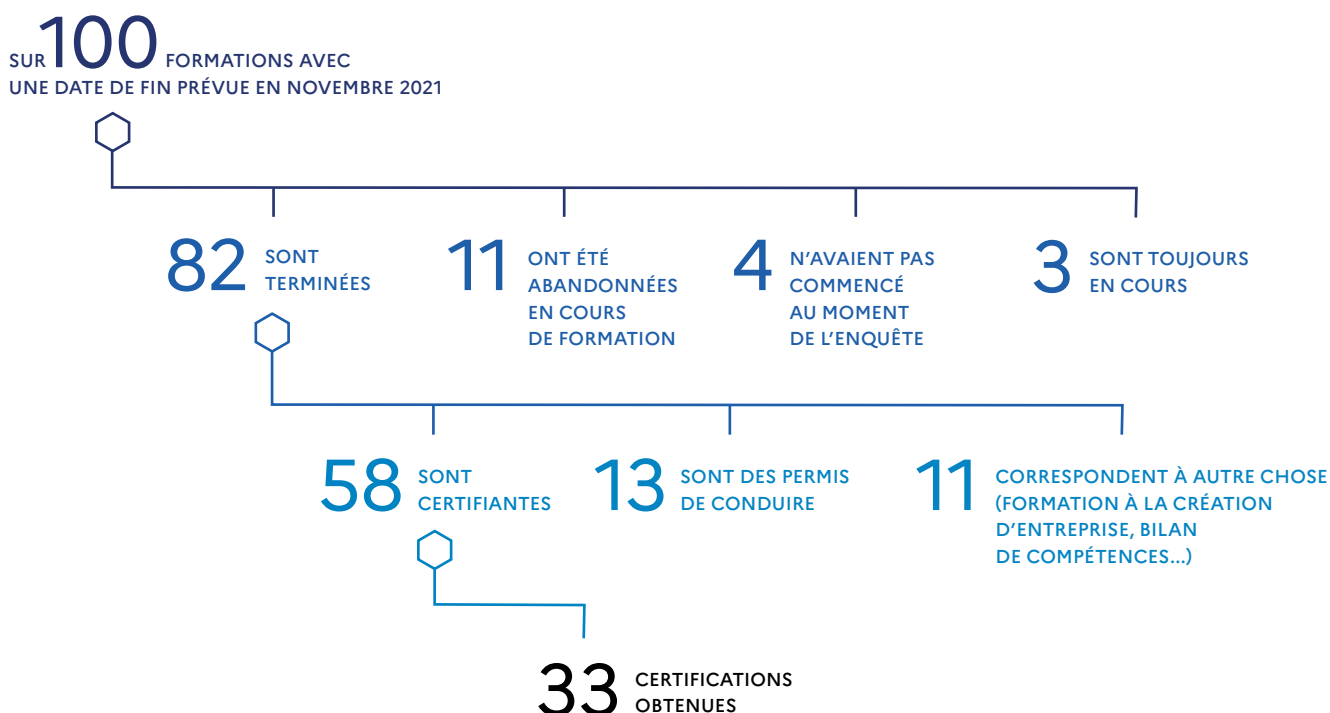 SUR 100 FORMATIONS AVEC
UNE DATE DE FIN PRÉVUE EN NOVEMBRE 2021
82 SONT
TERMINÉES
11 ONT ÉTÉ
ABANDONNÉES
EN COURS
DE FORMATION
4 N'AVAIENT PAS
COMMENCÉ
AU MOMENT
DE L'ENQUÊTE
3 SONT TOUJOURS
EN COURS
58 SONT
CERTIFIANTES
13 SONT DES PERMIS
DE CONDUIRE
11 CORRESPONDENT À AUTRE CHOSE
(FORMATION À LA CRÉATION
D'ENTREPRISE, BILAN
DE COMPÉTENCES...)
33 CERTIFICATIONS
OBTENUES